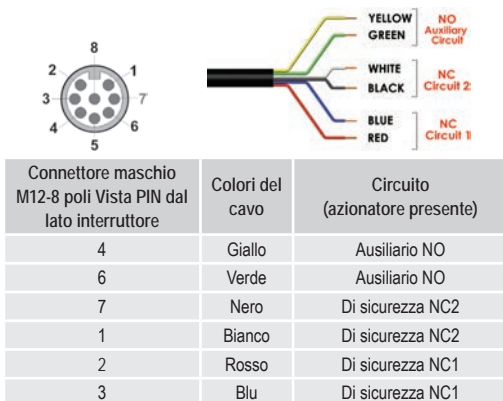 8
2
1
3
7
4
6
5
YELLOW
GREEN
NO
Auxiliary
Circuit
WHITE
BLACK
NC
Circuit 2
BLUE
RED
NC
Circuit 1
Connettore maschio
M12-8 poli Vista PIN dal
lato interruttore
Colori del
cavo
Circuito
(azionatore presente)
4 Giallo Ausiliario NO
6 Verde Ausiliario NO
7 Nero Di sicurezza NC2
1 Bianco Di sicurezza NC2
2 Rosso Di sicurezza NC1
3 Blu Di sicurezza NC1